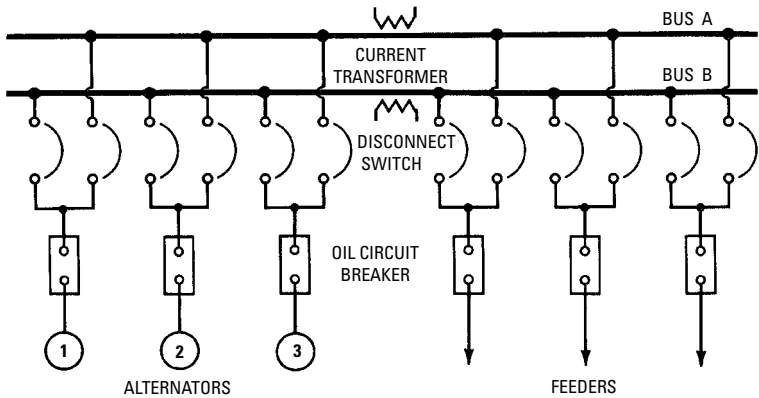 BUS A
CURRENT
TRANSFORMER
BUS B
DISCONNECT
SWITCH
OIL CIRCUIT
BREAKER
1
2
3
ALTERNATORS
FEEDERS